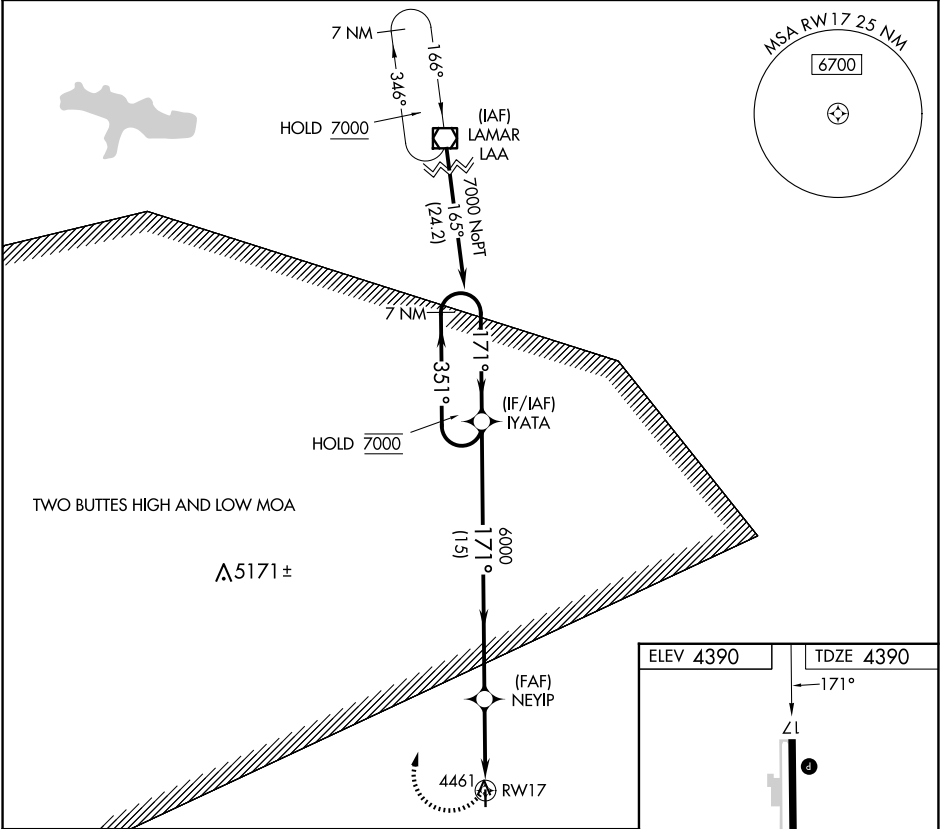 7 NM
166°
346°
HOLD 7000
(IAF)
LAMAR
LAA
MSA RW17 25 NM
6700
7000 NoPT
165°
(24.2)
7 NM
171°
351°
(IF/IAF)
IYATA
HOLD 7000
TWO BUTTES HIGH AND LOW MOA
5171±
6000
171°
(15)
(FAF)
NEYIP
4461
RW17
ELEV 4390
TDZE 4390
171°
17
P